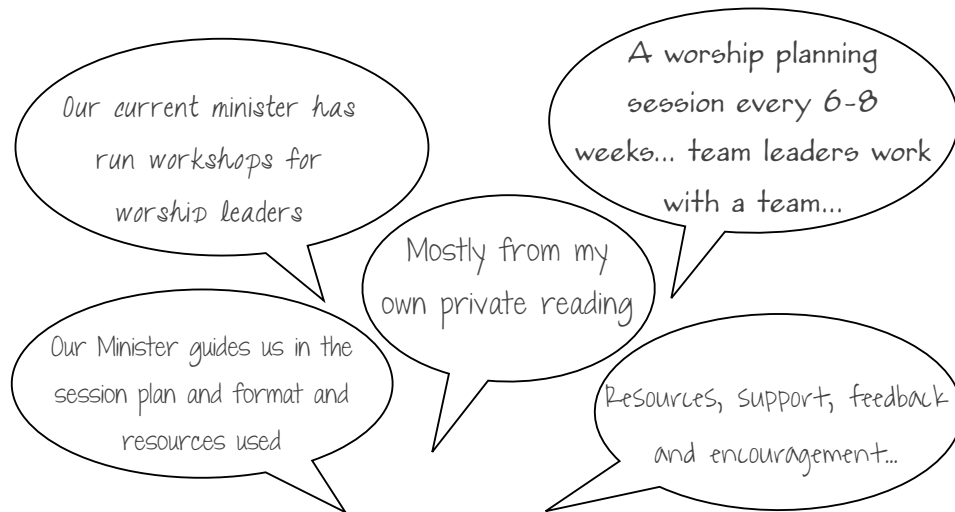 Our current minister has
run workshops for
worship leaders
A worship planning
session every 6-8
weeks... team leaders work
with a team...
Mostly from my
own private reading
Our Minister guides us in the
session plan and format and
resources used
Resources, support, feedback
and encouragement...